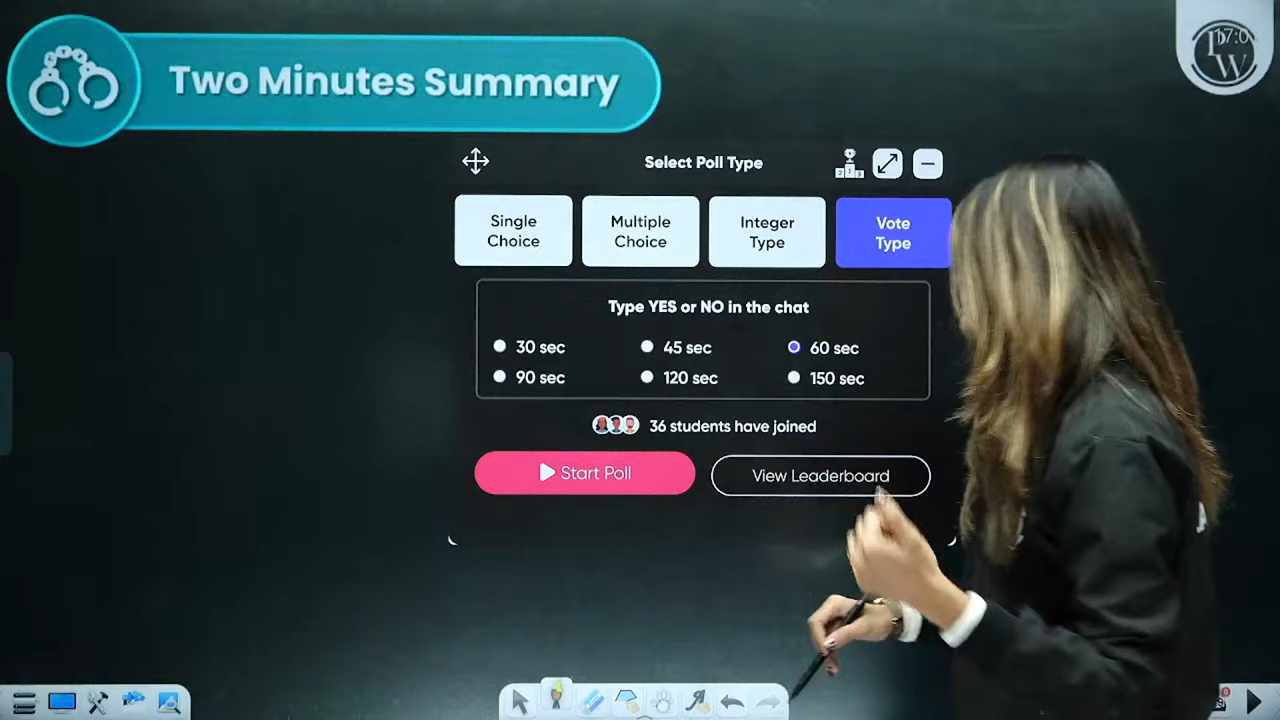 Two Minutes Summary
Select Poll Type
Single Choice
Multiple Choice
Integer Type
Vote Type
Type YES or NO in the chat
30 sec
45 sec
60 sec
90 sec
120 sec
150 sec
36 students have joined
Start Poll
View Leaderboard